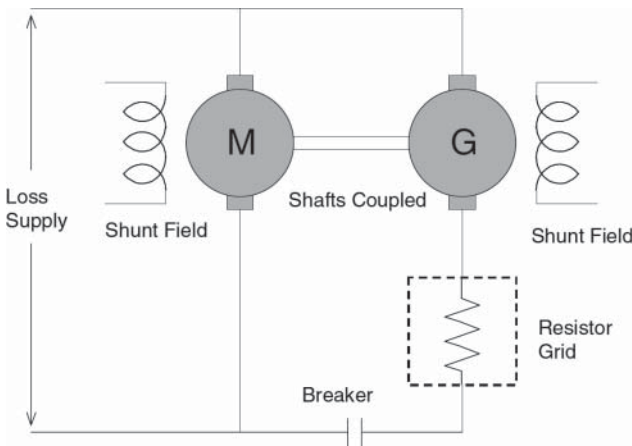 M
G
Loss
Supply
Shunt Field
Shafts Coupled
Shunt Field
Resistor
Grid
Breaker